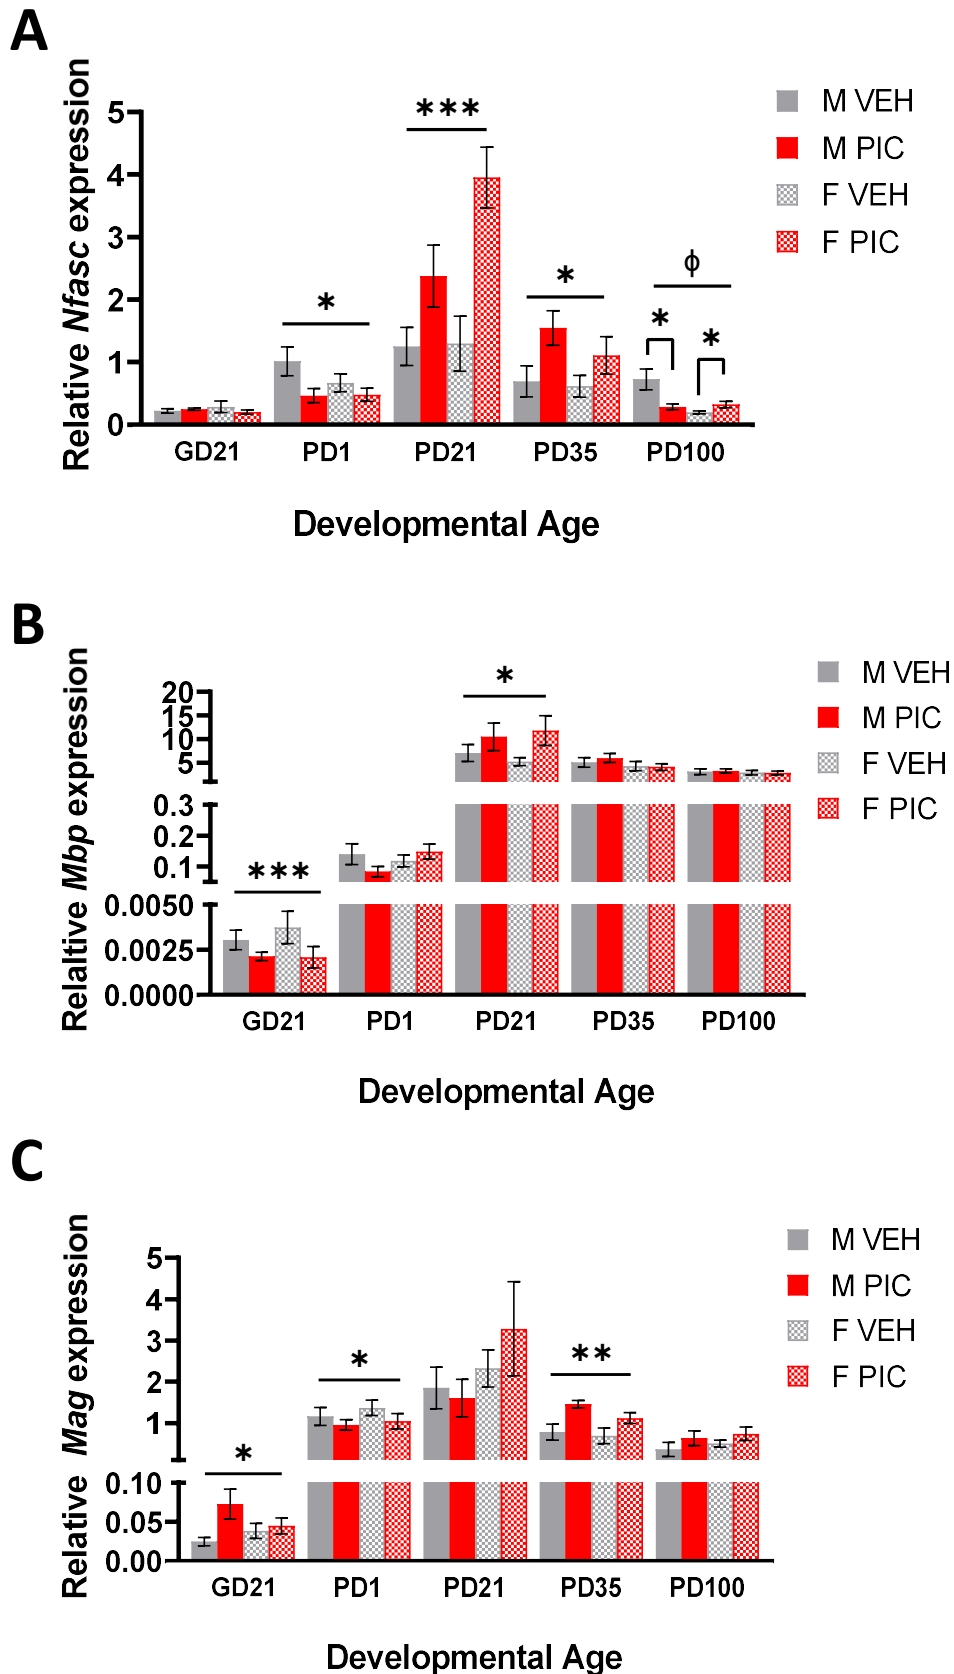 A
Relative Nfasc expression
5
4
3
2
1
0
***
*
*
ϕ
*
*
GD21 PD1 PD21 PD35 PD100
Developmental Age
M VEH
M PIC
F VEH
F PIC
B
Relaltive Mbp expression
20
15
10
5
0.3
0.2
0.1
0.0050
0.0025
0.0000
***
*
GD21 PD1 PD21 PD35 PD100
Developmental Age
M VEH
M PIC
F VEH
F PIC
C
Relative Mag expression
5
4
3
2
1
0.10
0.05
0.00
*
*
**
GD21 PD1 PD21 PD35 PD100
Developmental Age
M VEH
M PIC
F VEH
F PIC